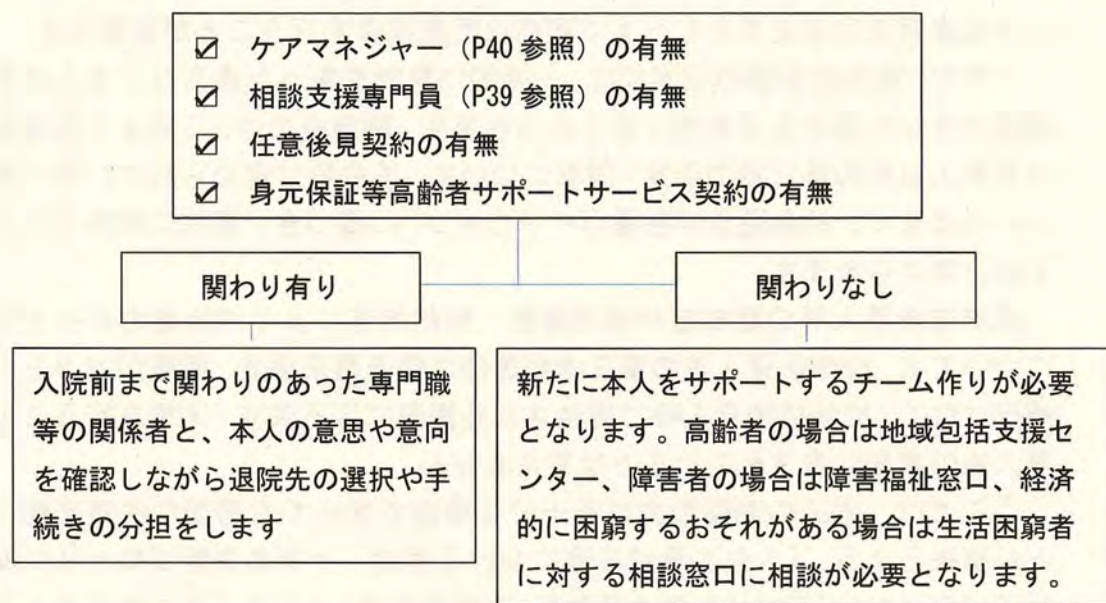 ☑ ケアマネジャー（P40 参照）の有無
☑ 相談支援専門員（P39 参照）の有無
☑ 任意後見契約の有無
☑ 身元保証等高齢者サポートサービス契約の有無
関わり有り
関わりなし
入院前まで関わりのあった専門職
等の関係者と、本人の意思や意向
を確認しながら退院先の選択や手
続きの分担をします
新たに本人をサポートするチーム作りが必要
となります。高齢者の場合は地域包括支援セ
ンター、障害者の場合は障害福祉窓口、経済
的に困窮するおそれがある場合は生活困窮者
に対する相談窓口に相談が必要となります。